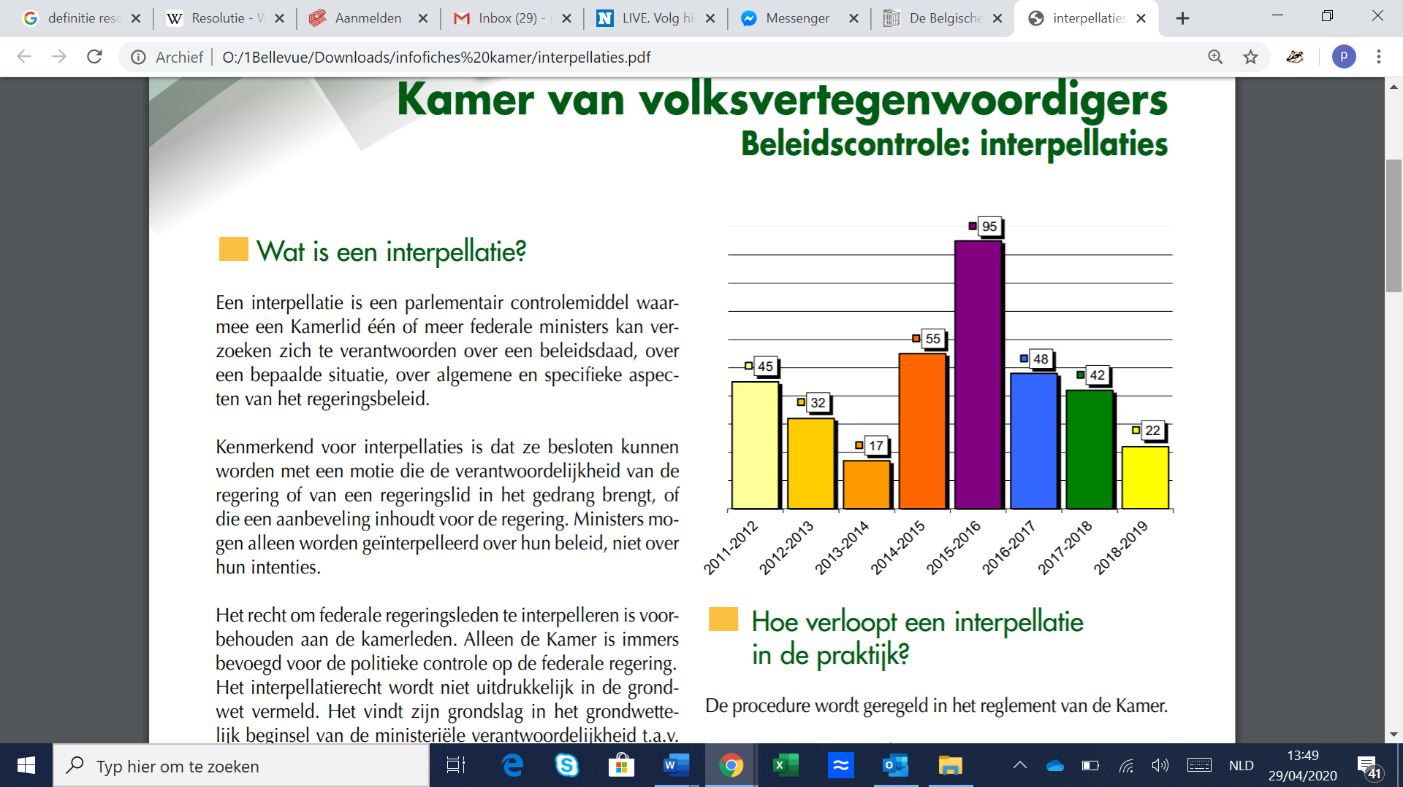 definitie reso
Resolutie - W
Aanmelden
Inbox (29) -
LIVE. Volg hi
Messenger
De Belgische
interpellaties
Archief
O:/1Bellevue/Downloads/infofiches%20kamer/interpellaties.pdf
P
Kamer van volksvertegenwoordigers
Beleidscontrole: interpellaties
Wat is een interpellatie?
Een interpellatie is een parlementair controlemiddel waar-
mee een Kamerlid één of meer federale ministers kan ver-
zoeken zich te verantwoorden over een beleidsdaad, over
een bepaalde situatie, over algemene en specifieke aspec-
ten van het regeringsbeleid.
Kenmerkend voor interpellaties is dat ze besloten kunnen
worden met een motie die de verantwoordelijkheid van de
regering of van een regeringslid in het gedrang brengt, of
die een aanbeveling inhoudt voor de regering. Ministers mo-
gen alleen worden geïnterpelleerd over hun beleid, niet over
hun intenties.
Het recht om federale regeringsleden te interpelleren is voor-
behouden aan de kamerleden. Alleen de Kamer is immers
bevoegd voor de politieke controle op de federale regering.
Het interpellatierecht wordt niet uitdrukkelijk in de grond-
wet vermeld. Het vindt zijn grondslag in het grondwette-
lijk beginsel van de ministeriële verantwoordelijkheid t.a.v.
45
32
17
55
95
48
42
22
2011-2012
2012-2013
2013-2014
2014-2015
2015-2016
2016-2017
2017-2018
2018-2019
Hoe verloopt een interpellatie
in de praktijk?
De procedure wordt geregeld in het reglement van de Kamer.
Typ hier om te zoeken
NLD
13:49
29/04/2020
41